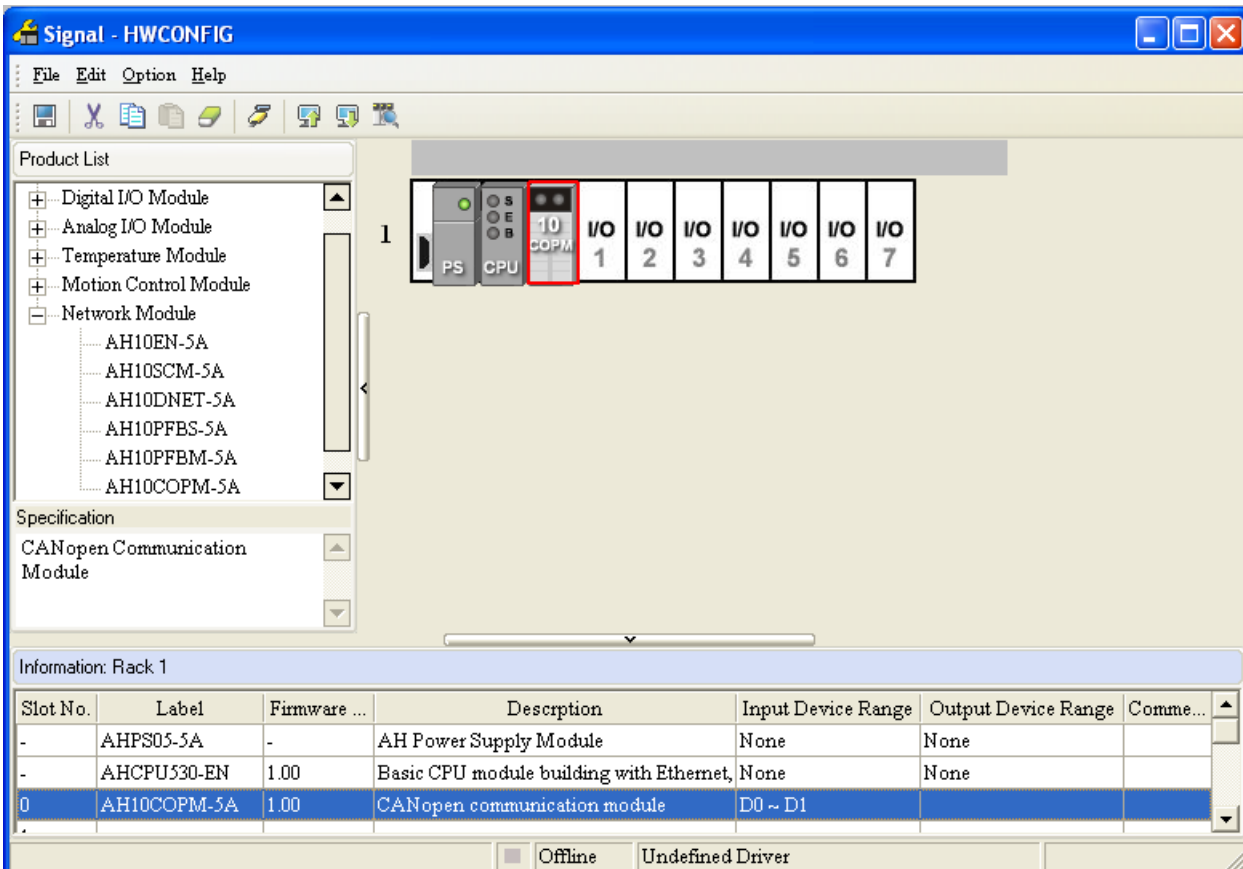 Signal - HWCONFIG
File Edit Option Help
Product List
Digital I/O Module
Analog I/O Module
Temperature Module
Motion Control Module
Network Module
AH10EN-5A
AH10SCM-5A
AH10DNET-5A
AH10PFBS-5A
AH10PFBM-5A
AH10COPM-5A
Specification
CANopen Communication
Module
1
PS
S
E
B
CPU
10
COPM
I/O I/O I/O I/O I/O I/O I/O
1 2 3 4 5 6 7
Information: Rack 1
Slot No. Label Firmware ... Descrption Input Device Range Output Device Range Comme...
- AHPS05-5A - AH Power Supply Module None None
- AHCPU530-EN 1.00 Basic CPU module building with Ethernet, None None
0 AH10COPM-5A 1.00 CANopen communication module D0 ~ D1
Offline Undefined Driver